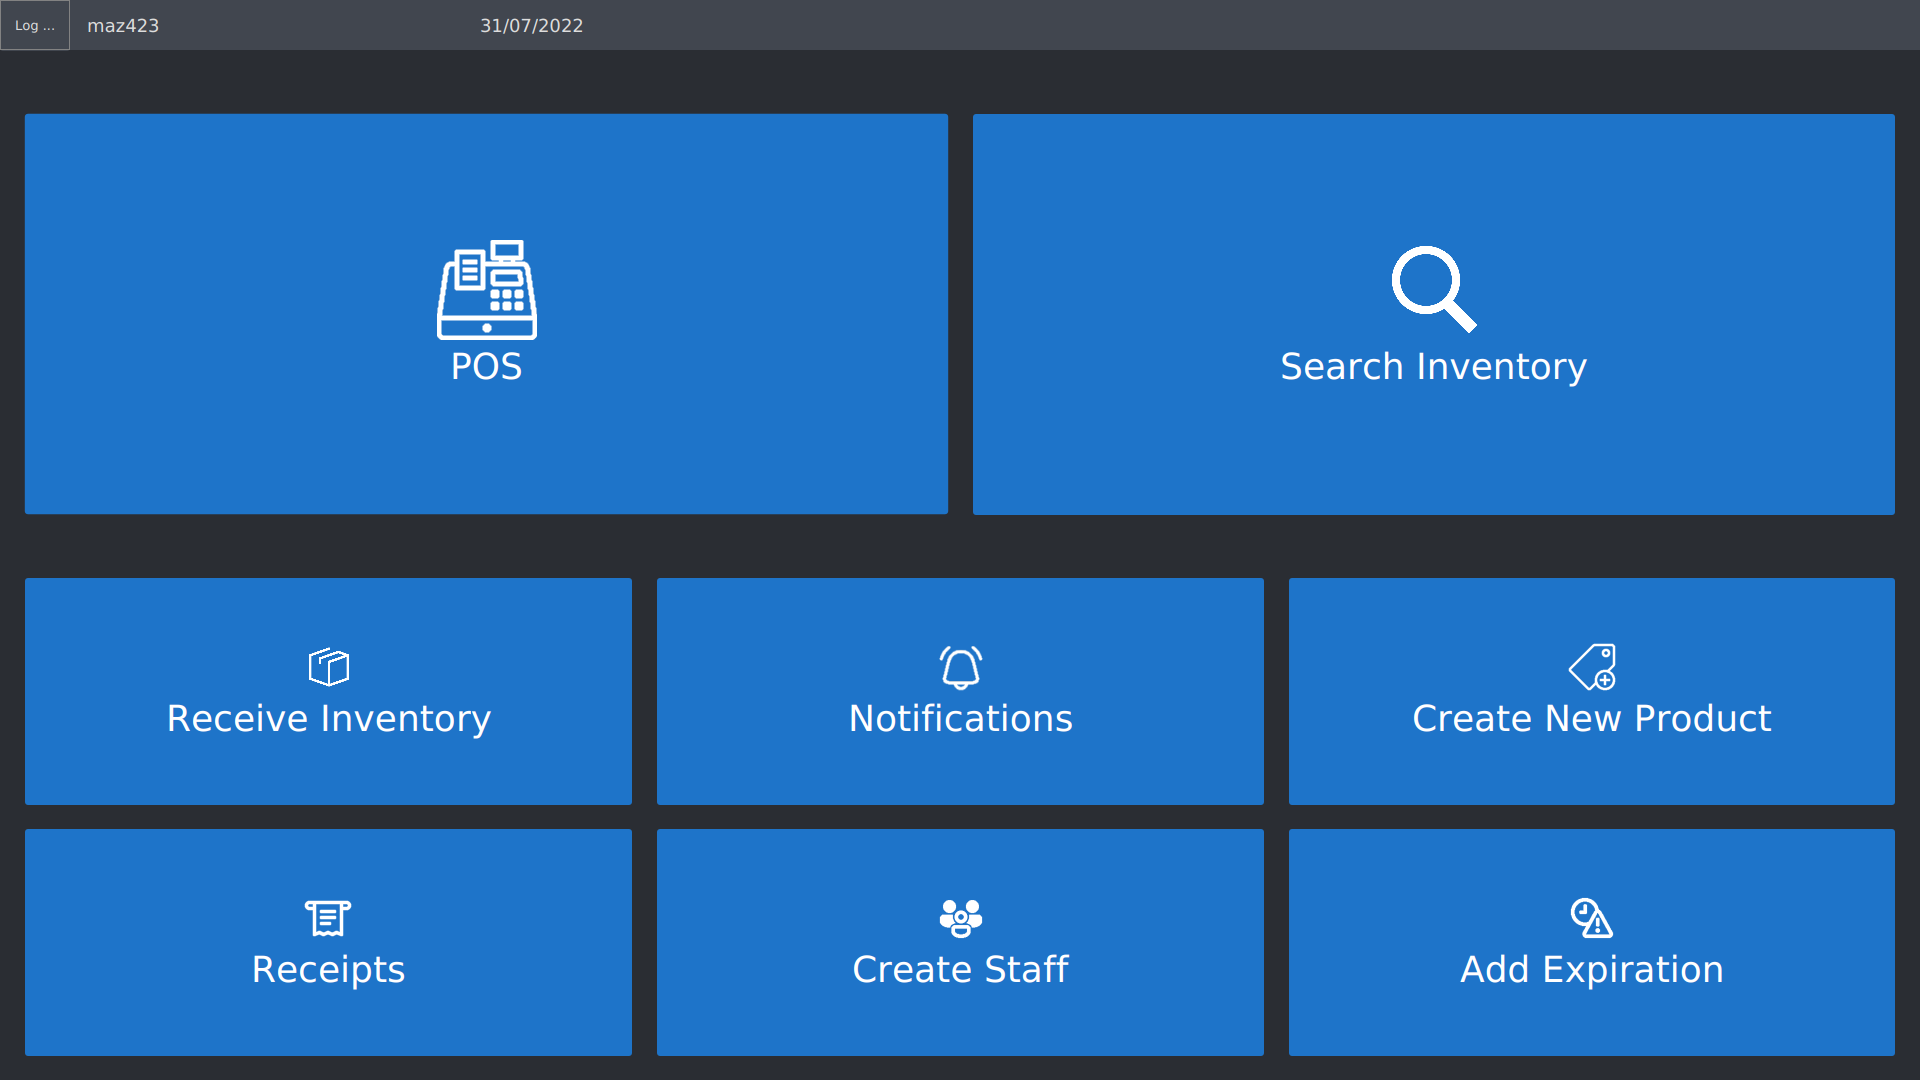 Log ...
maz423
31/07/2022
POS
Search Inventory
Receive Inventory
Notifications
Create New Product
Receipts
Create Staff
Add Expiration